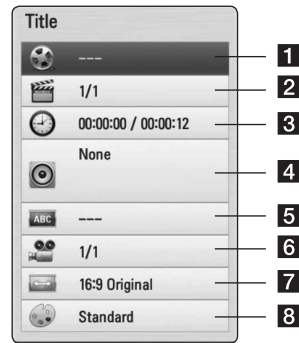 Title
--- 1
1/1 2
00:00:00 / 00:00:12 3
None 4
ABC --- 5
1/1 6
16:9 Original 7
Standard 8